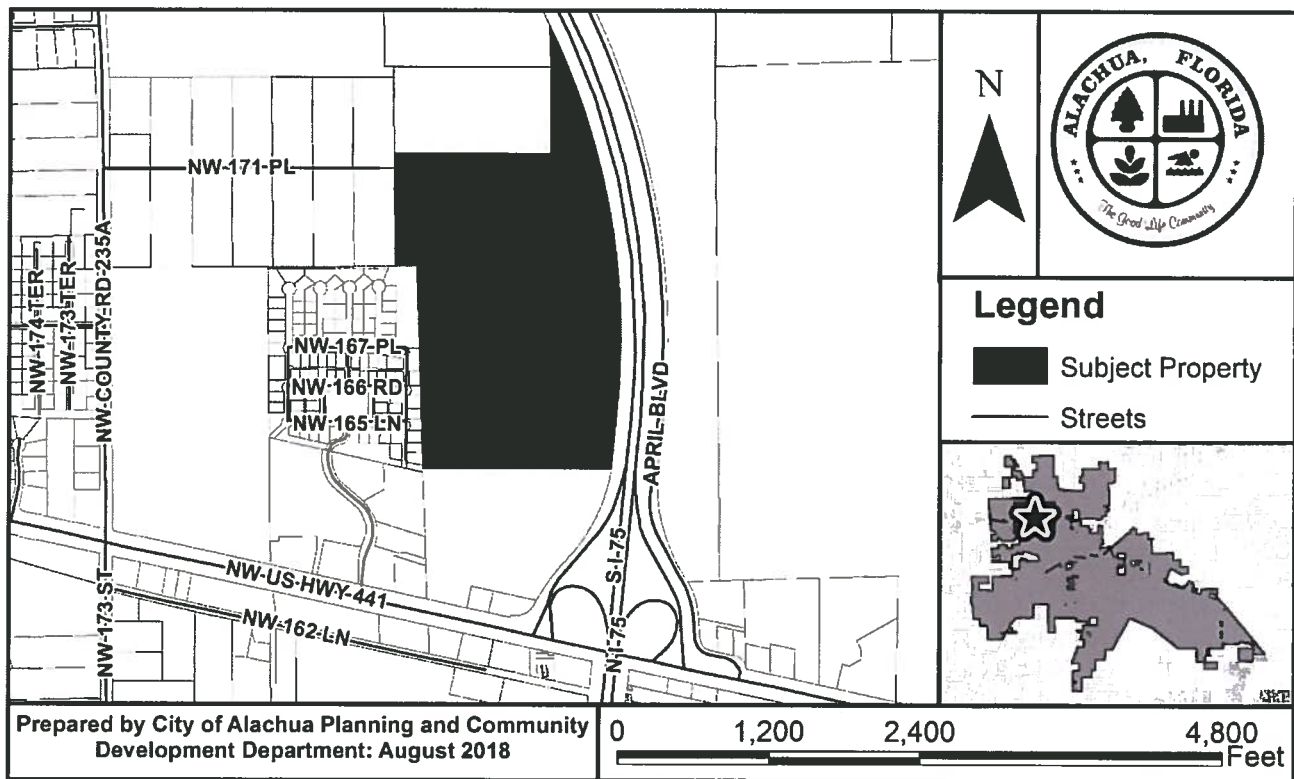 NW-171-PL
NW-174-TER
NW-173-TER
NW-COUNTY-RD-235A
NW-167-PL
NW-166 RD
NW-165-LN
APRIL-BLVD
NW-US-HWY-441
NW-162-LN
NW-173-ST
N-I-75
S-I-75
N
ALACHUA, FLORIDA
The Good Life Community
Legend
Subject Property
Streets
Prepared by City of Alachua Planning and Community
Development Department: August 2018
0 1,200 2,400 4,800
Feet